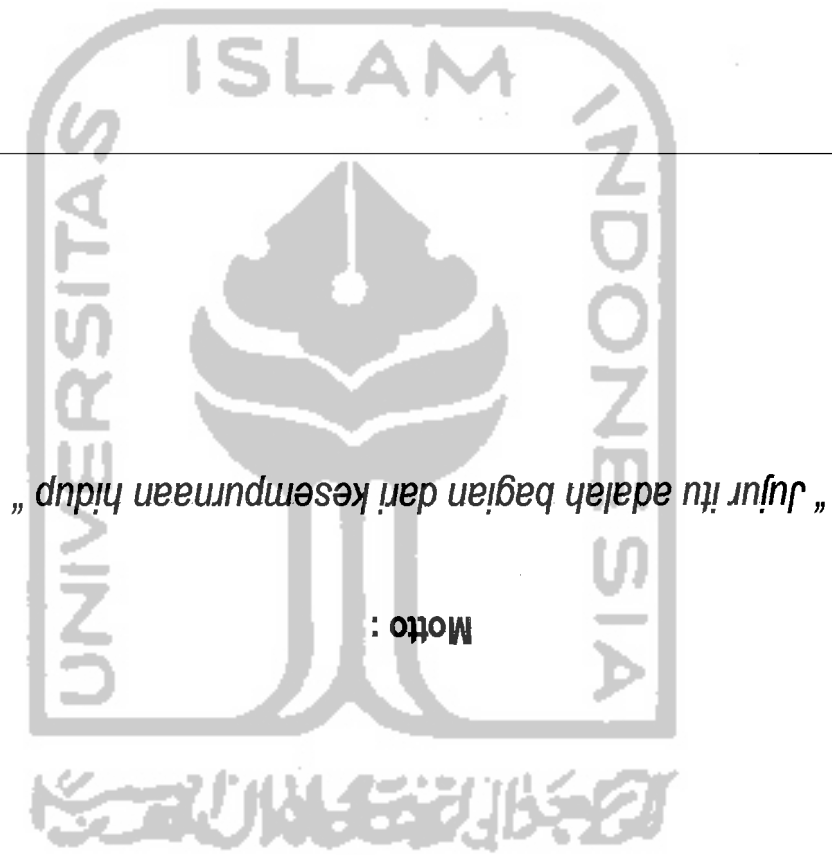 Motto :
" Jujur itu adalah bagian dari kesempurnaan hidup "
UNIVERSITAS
ISLAM
INDONESIA